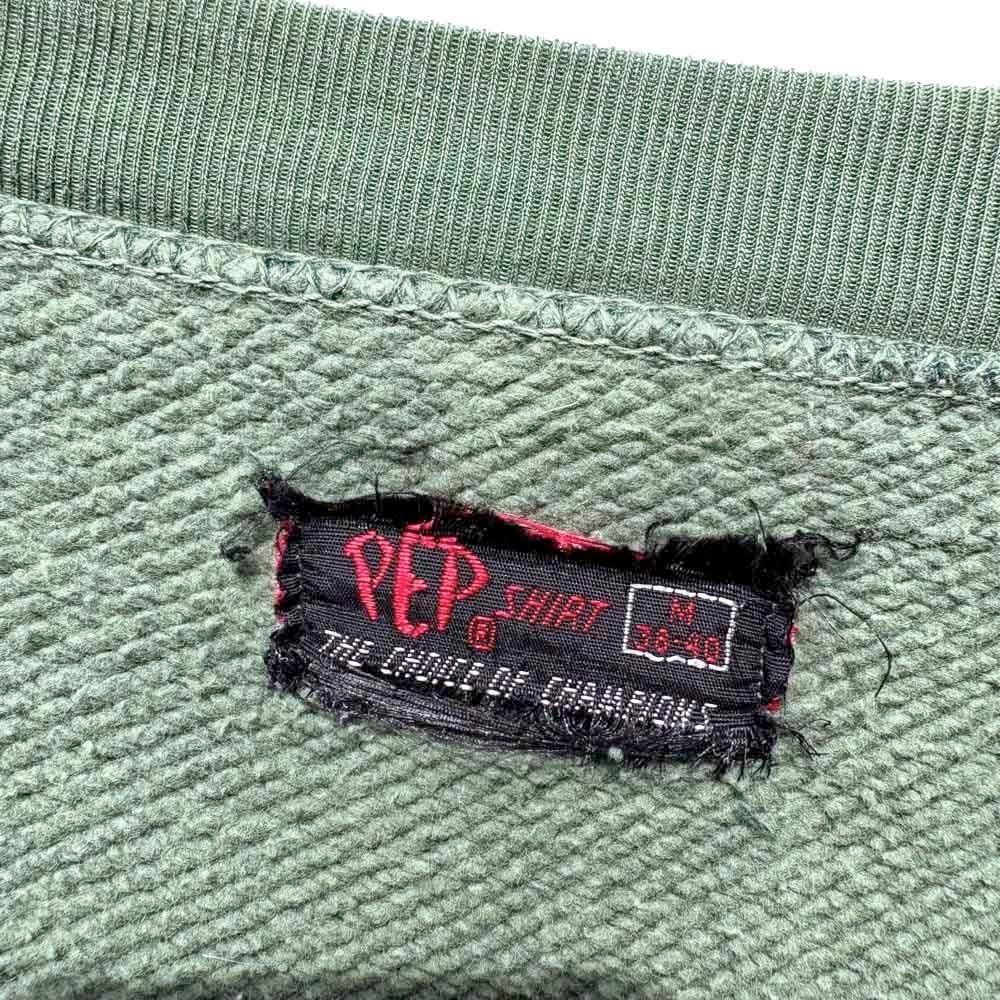 PEP ® SHIRT
M
38-40
THE CHOICE OF CHAMPIONS